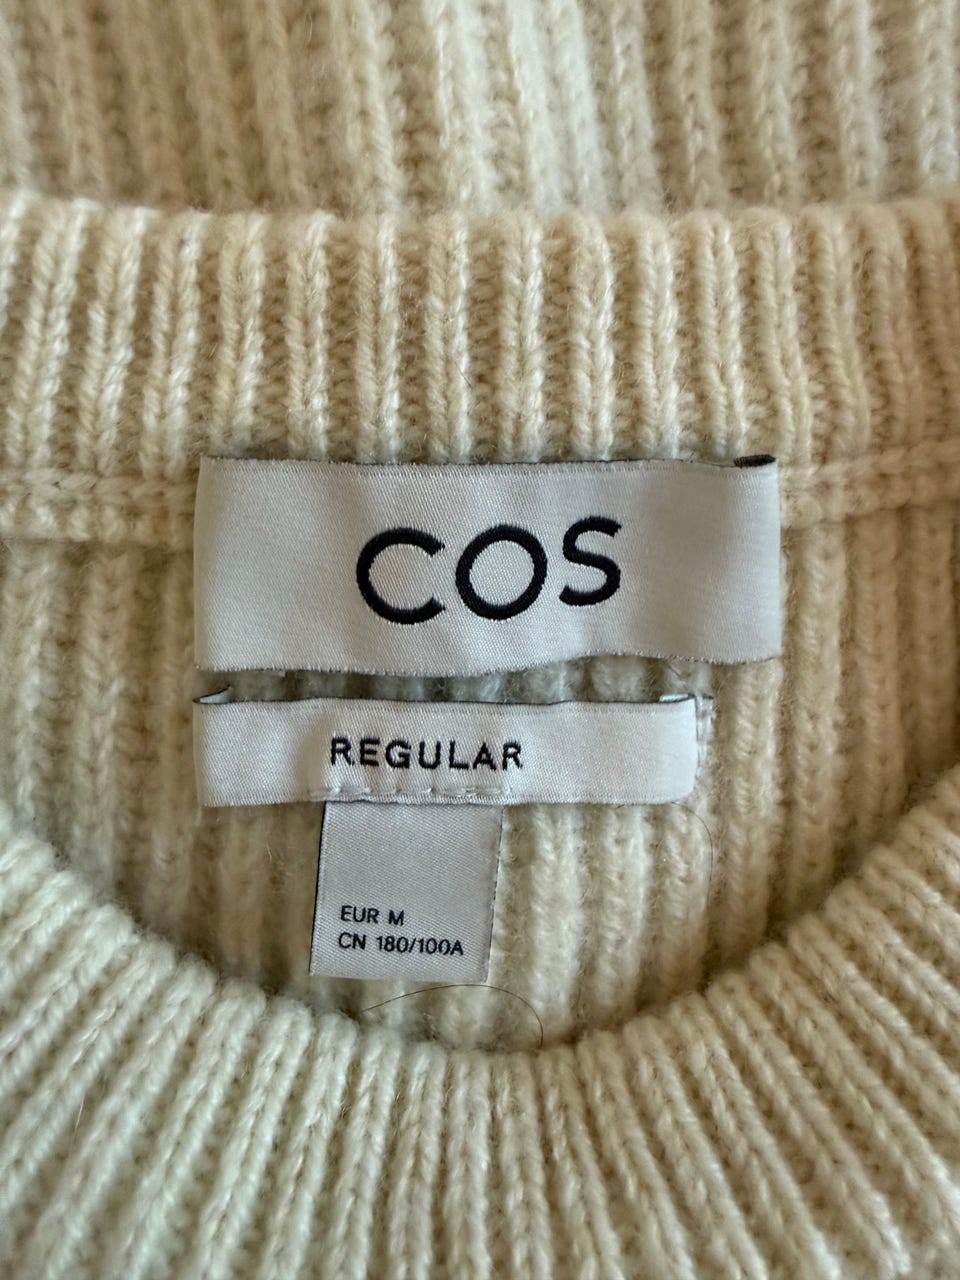 COS
REGULAR
EUR M
CN 180/100A